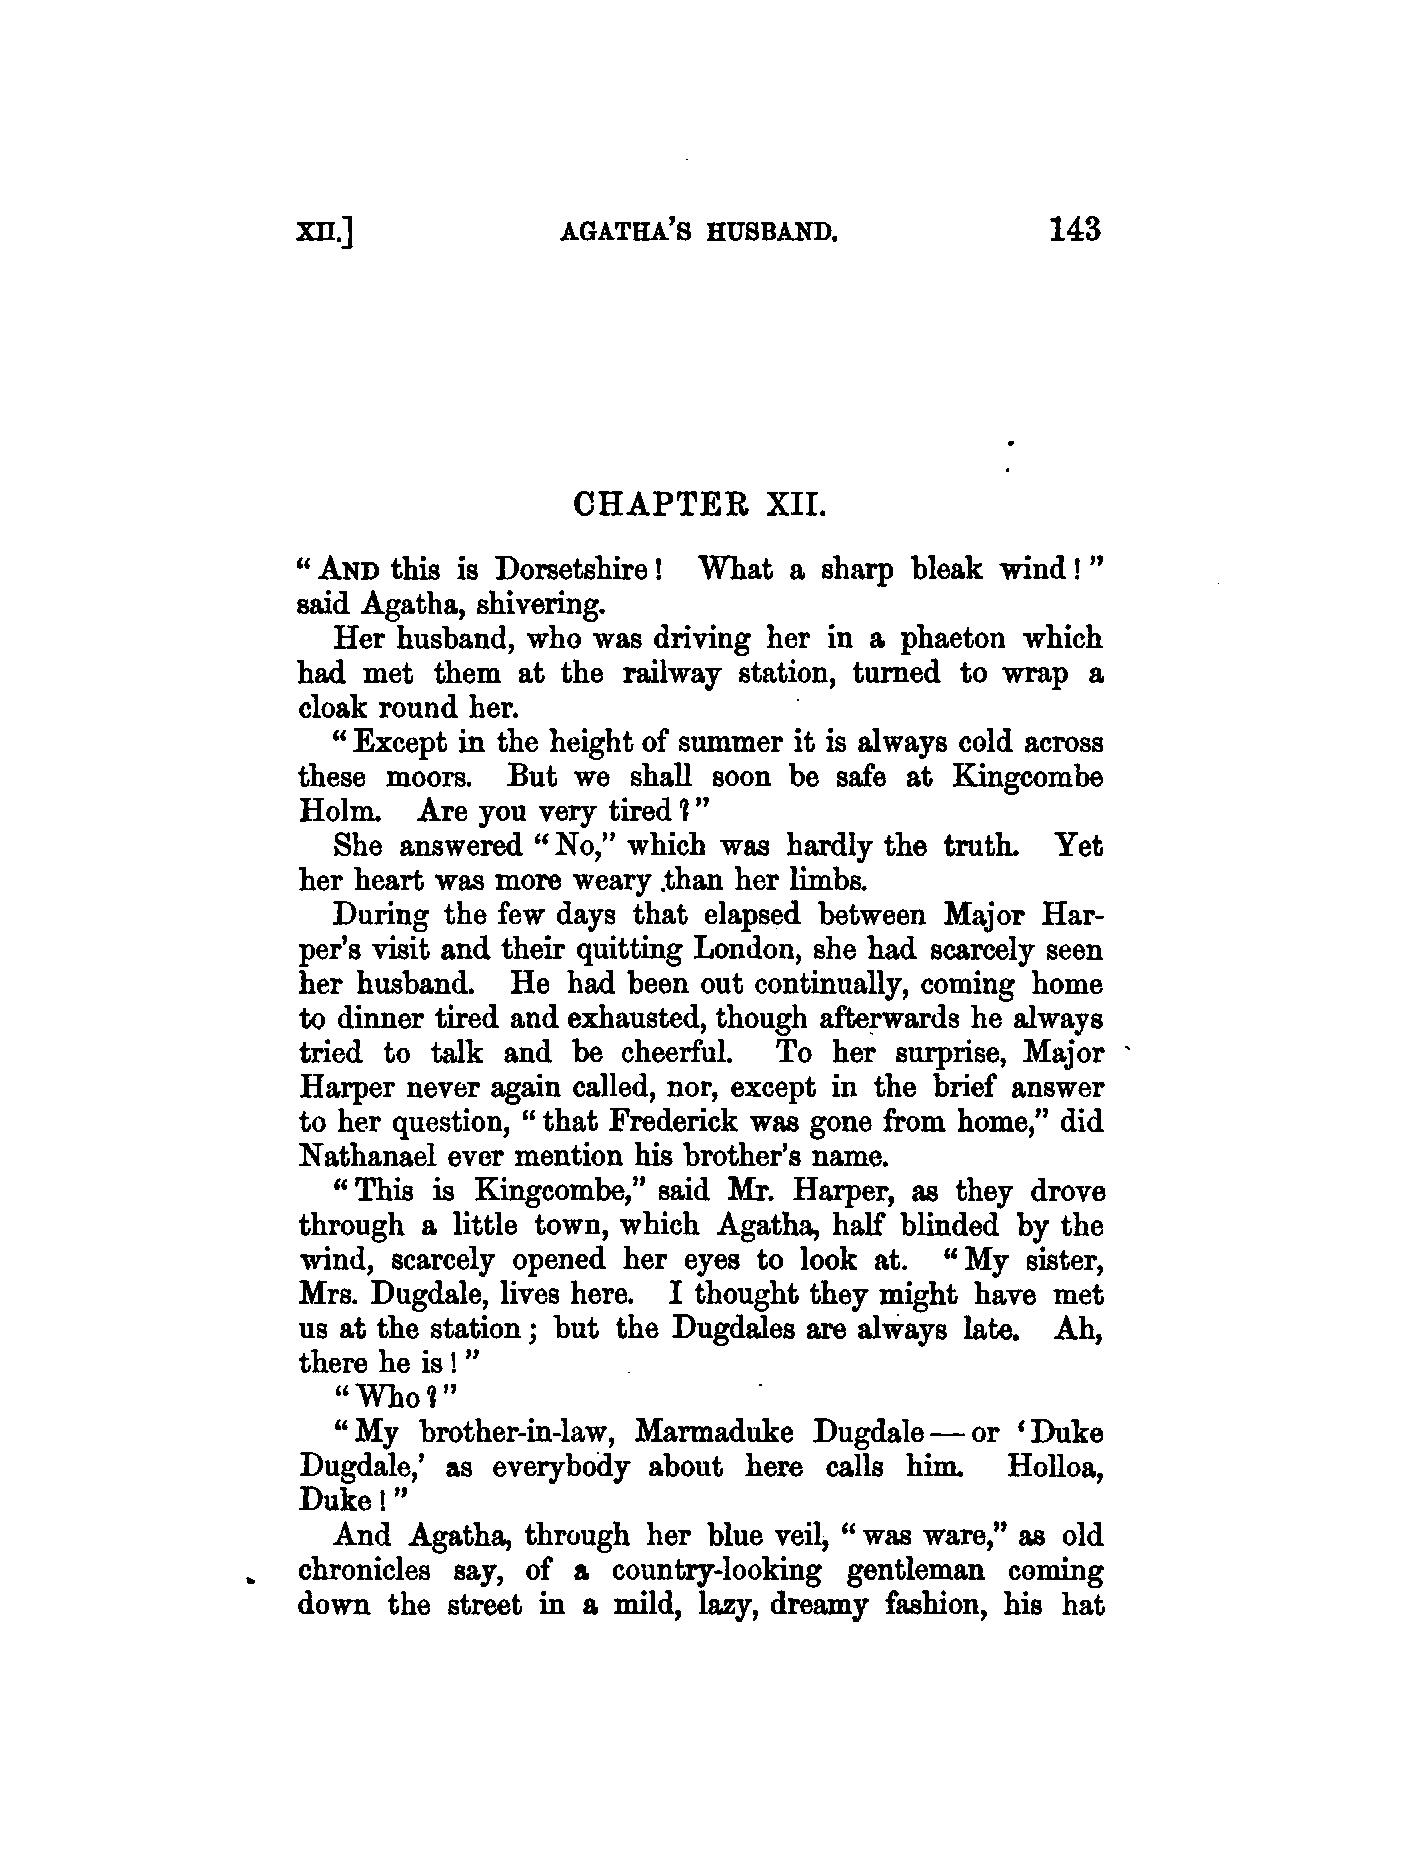 XII.] AGATHA'S HUSBAND. 143
CHAPTER XII.
"AND this is Dorsetshire! What a sharp bleak wind!"
said Agatha, shivering.
Her husband, who was driving her in a phaeton which
had met them at the railway station, turned to wrap a
cloak round her.
"Except in the height of summer it is always cold across
these moors. But we shall soon be safe at Kingcombe
Holm. Are you very tired?"
She answered "No," which was hardly the truth. Yet
her heart was more weary than her limbs.
During the few days that elapsed between Major Har-
per's visit and their quitting London, she had scarcely seen
her husband. He had been out continually, coming home
to dinner tired and exhausted, though afterwards he always
tried to talk and be cheerful. To her surprise, Major
Harper never again called, nor, except in the brief answer
to her question, "that Frederick was gone from home," did
Nathanael ever mention his brother's name.
"This is Kingcombe," said Mr. Harper, as they drove
through a little town, which Agatha, half blinded by the
wind, scarcely opened her eyes to look at. "My sister,
Mrs. Dugdale, lives here. I thought they might have met
us at the station; but the Dugdales are always late. Ah,
there he is!"
"Who?"
"My brother-in-law, Marmaduke Dugdale—or 'Duke
Dugdale,' as everybody about here calls him. Holloa,
Duke!"
And Agatha, through her blue veil, "was ware," as old
chronicles say, of a country-looking gentleman coming
down the street in a mild, lazy, dreamy fashion, his hat